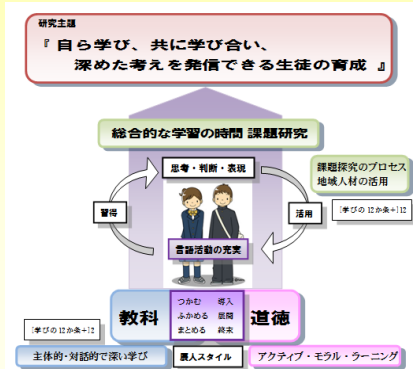 研究主題
『 自ら学び、共に学び合い、
深めた考えを発信できる生徒の育成 』
総合的な学習の時間 課題研究
思考・判断・表現
課題探究のプロセス
地域人材の活用
習得
活用
[学びの12か条+]12
言語活動の充実
教科
つかむ 導入
ふかめる 展開
まとめる 終末
道徳
[学びの12か条+]2
主体的・対話的で深い学び
襄人スタイル
アクティブ・モラル・ラーニング